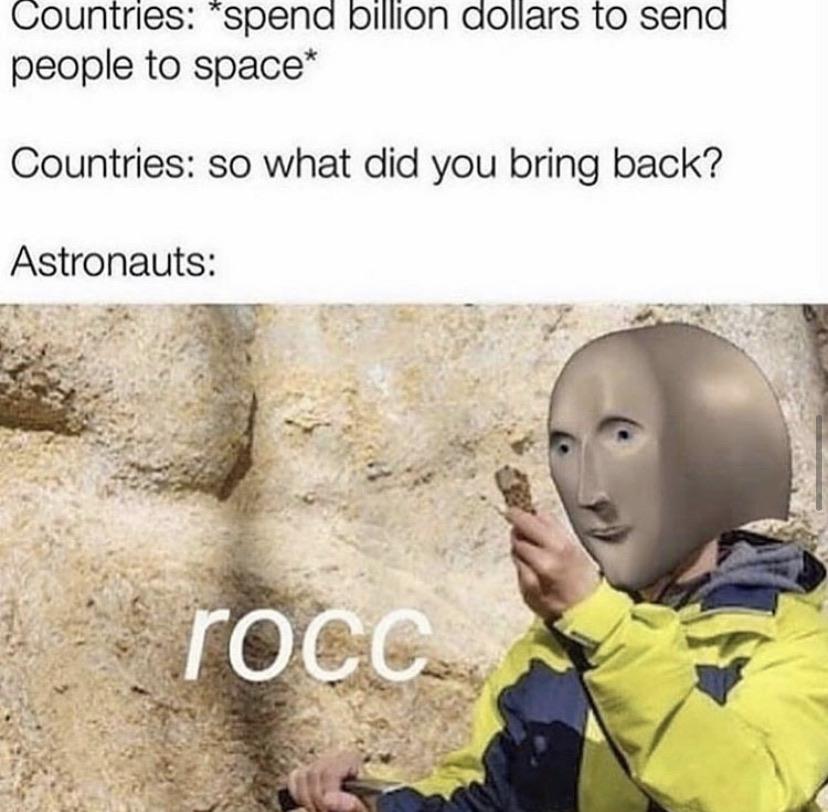 Countries: *spend billion dollars to send
people to space*
Countries: so what did you bring back?
Astronauts:
rocc